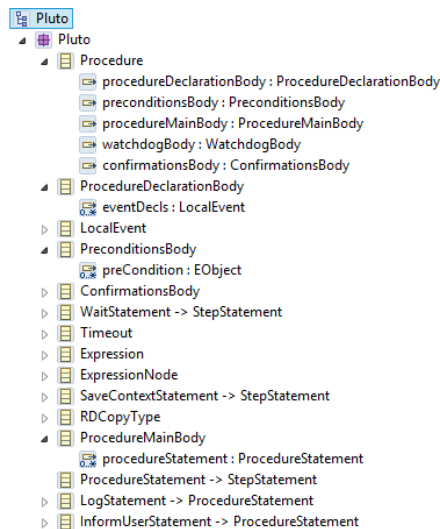 Pluto
Pluto
Procedure
procedureDeclarationBody : ProcedureDeclarationBody
preconditionsBody : PreconditionsBody
procedureMainBody : ProcedureMainBody
watchdogBody : WatchdogBody
confirmationsBody : ConfirmationsBody
ProcedureDeclarationBody
eventDecls : LocalEvent
LocalEvent
PreconditionsBody
preCondition : EObject
ConfirmationsBody
WaitStatement -> StepStatement
Timeout
Expression
ExpressionNode
SaveContextStatement -> StepStatement
RDCopyType
ProcedureMainBody
procedureStatement : ProcedureStatement
ProcedureStatement -> StepStatement
LogStatement -> ProcedureStatement
InformUserStatement -> ProcedureStatement